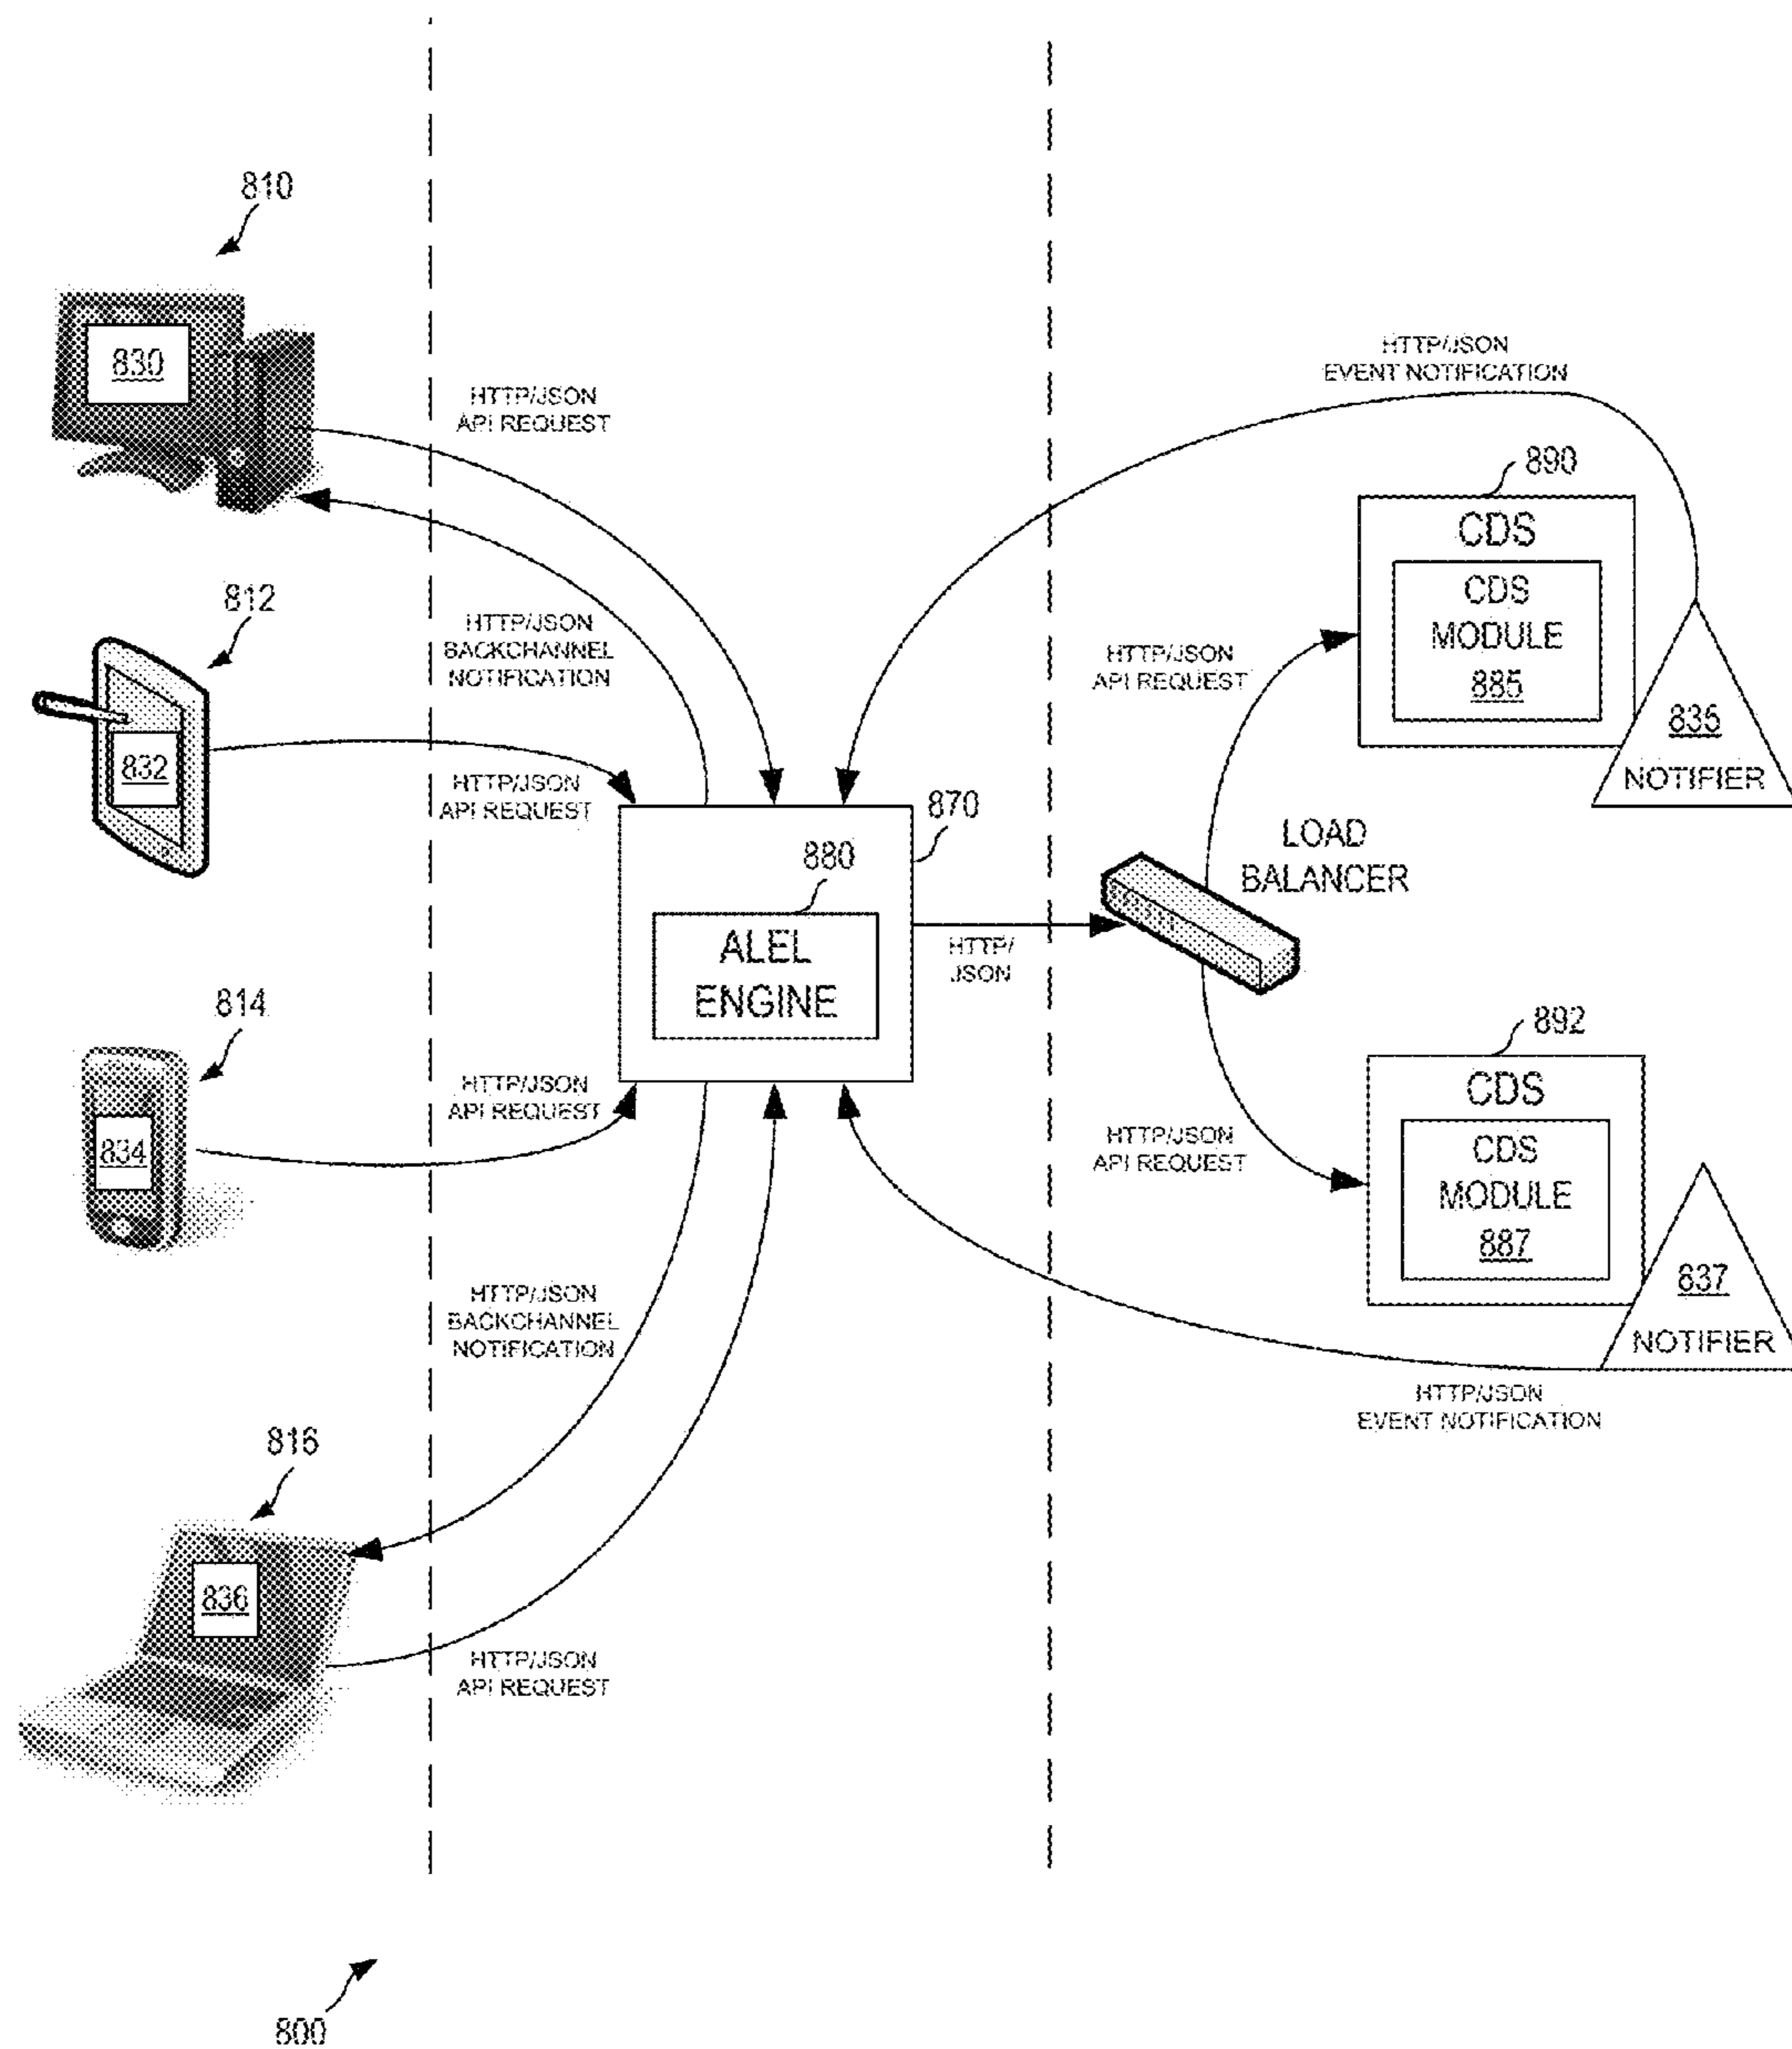 810
830
HTTP/JSON
API REQUEST
HTTP/JSON
EVENT NOTIFICATION
890
CDS
CDS
MODULE
885
812
HTTP/JSON
BACKCHANNEL
NOTIFICATION
HTTP/JSON
API REQUEST
835
NOTIFIER
832
HTTP/JSON
API REQUEST
870
LOAD
BALANCER
880
ALEL
ENGINE
HTTP/
JSON
814
834
HTTP/JSON
API REQUEST
892
CDS
CDS
MODULE
887
HTTP/JSON
API REQUEST
837
NOTIFIER
HTTP/JSON
BACKCHANNEL
NOTIFICATION
HTTP/JSON
EVENT NOTIFICATION
816
836
HTTP/JSON
API REQUEST
800